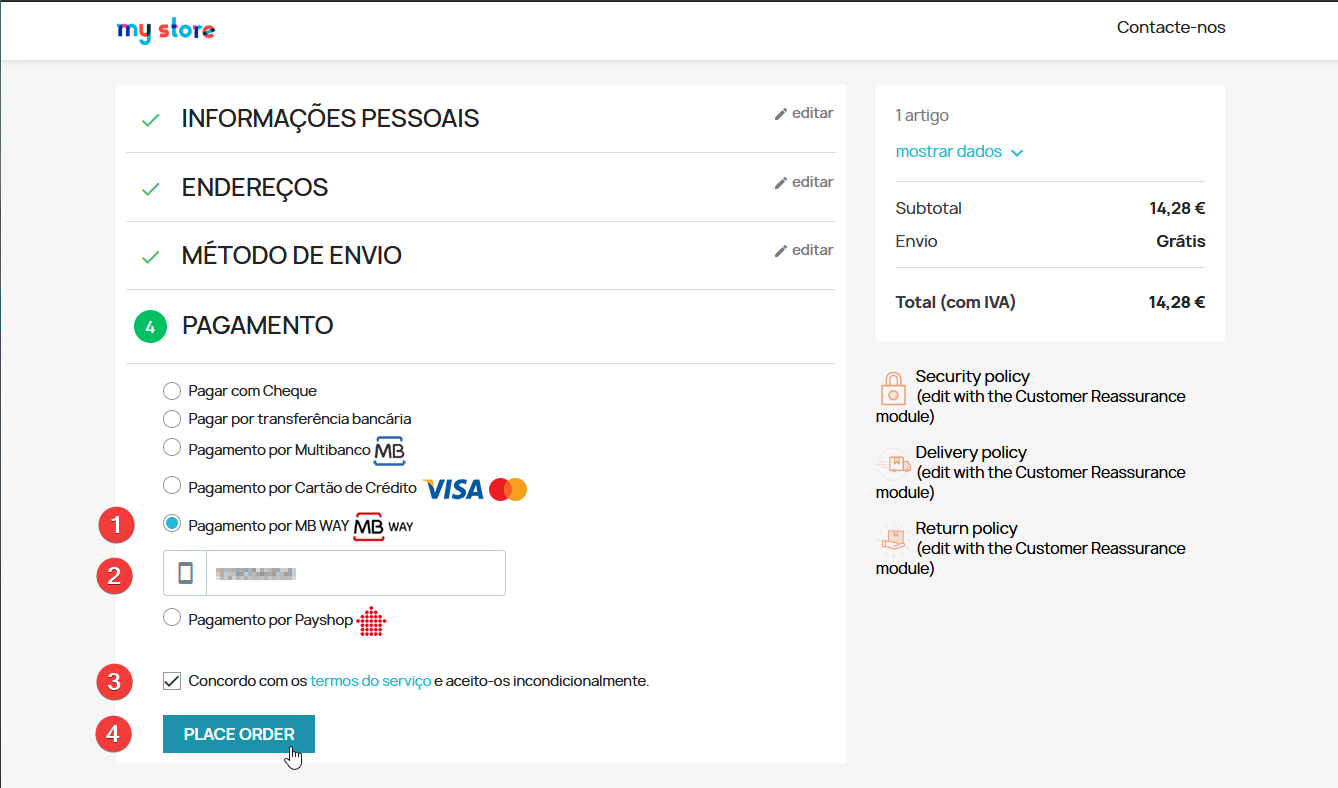 my store
Contacte-nos
INFORMAÇÕES PESSOAIS
editar
ENDEREÇOS
editar
MÉTODO DE ENVIO
editar
4 PAGAMENTO
Pagar com Cheque
Pagar por transferência bancária
Pagamento por Multibanco MB
Pagamento por Cartão de Crédito VISA
1 Pagamento por MB WAY MB WAY
2
Pagamento por Payshop
3 Concordo com os termos do serviço e aceito-os incondicionalmente.
4 PLACE ORDER
1 artigo
mostrar dados
Subtotal 14,28 €
Envio Grátis
Total (com IVA) 14,28 €
Security policy
(edit with the Customer Reassurance
module)
Delivery policy
(edit with the Customer Reassurance
module)
Return policy
(edit with the Customer Reassurance
module)